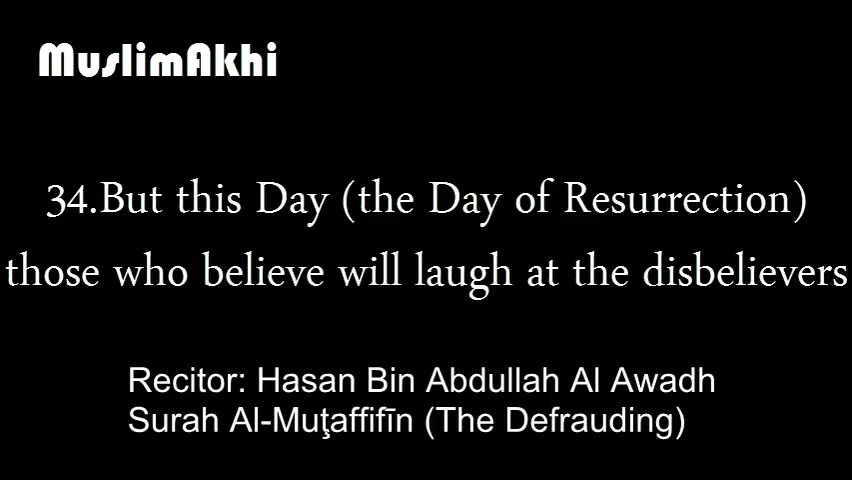 MuslimAkhi
34.But this Day (the Day of Resurrection)
those who believe will laugh at the disbelievers
Recitor: Hasan Bin Abdullah Al Awadh
Surah Al-Muţaffifīn (The Defrauding)